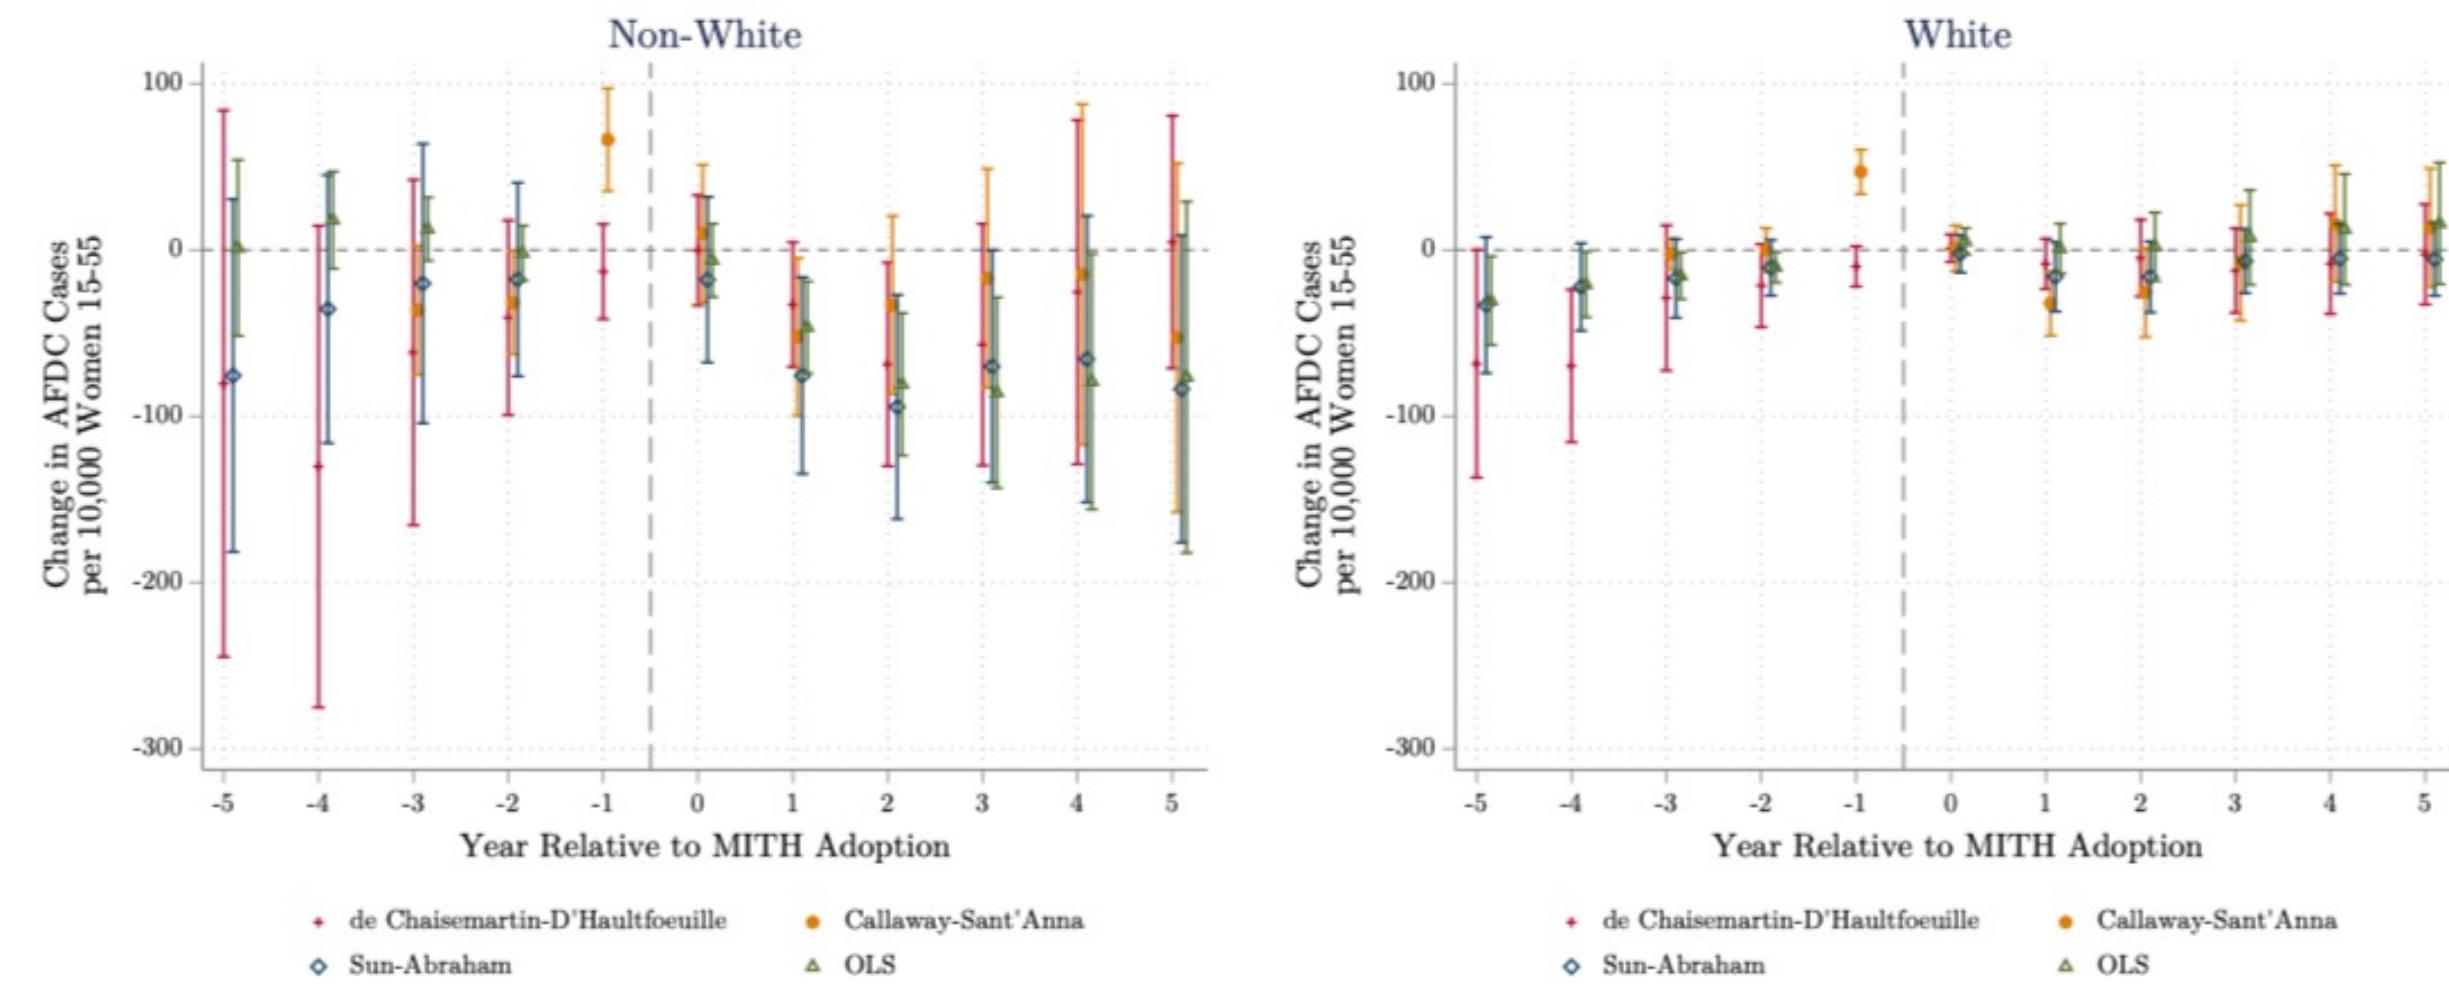 Non-White
100
0
-100
-200
-300
Change in AFDC Cases
per 10,000 Women 15-55
-5 -4 -3 -2 -1 0 1 2 3 4 5
Year Relative to MITH Adoption
de Chaisemartin-D'Haultfoeuille Callaway-Sant'Anna
Sun-Abraham OLS
White
100
0
-100
-200
-300
Change in AFDC Cases
per 10,000 Women 15-55
-5 -4 -3 -2 -1 0 1 2 3 4 5
Year Relative to MITH Adoption
de Chaisemartin-D'Haultfoeuille Callaway-Sant'Anna
Sun-Abraham OLS